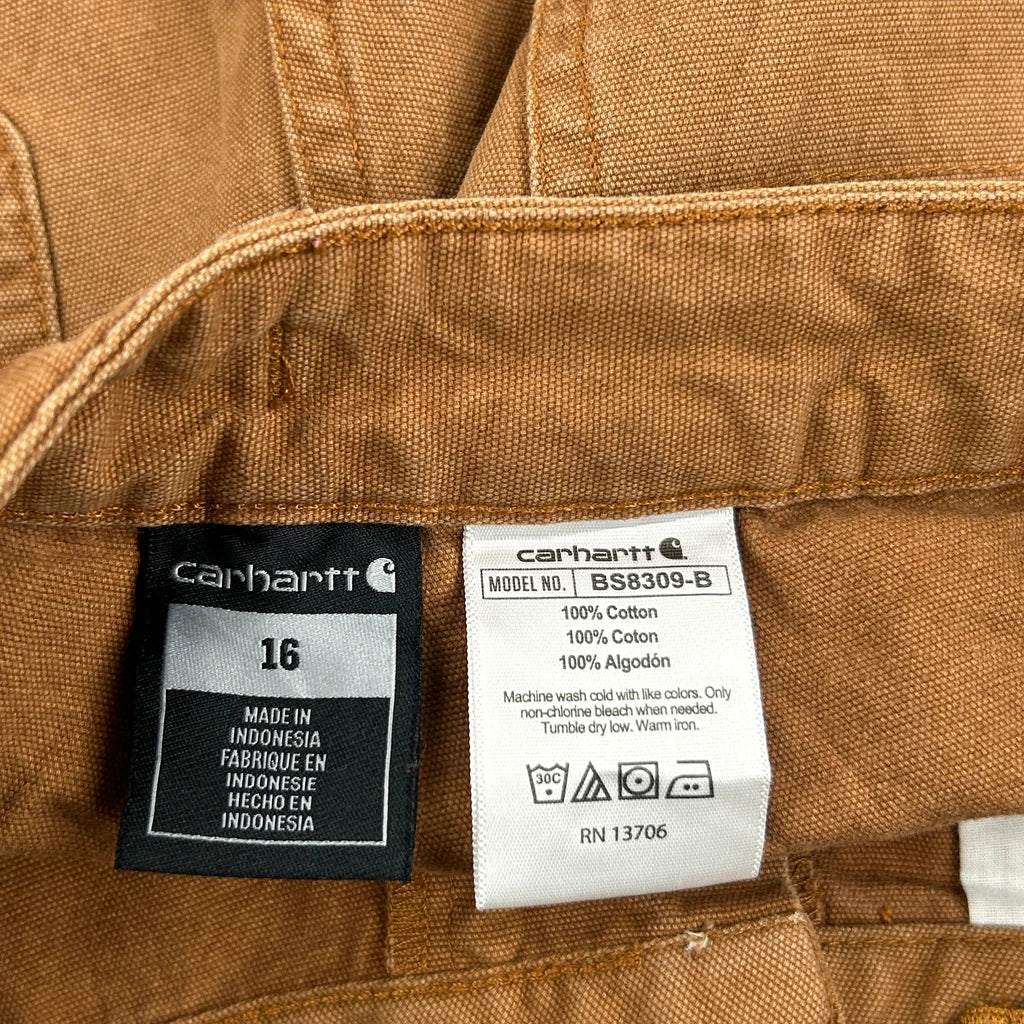 carhartt
16
MADE IN
INDONESIA
FABRIQUE EN
INDONESIE
HECHO EN
INDONESIA
carhartt
MODEL NO. BS8309-B
100% Cotton
100% Coton
100% Algodón
Machine wash cold with like colors. Only
non-chlorine bleach when needed.
Tumble dry low. Warm iron.
30C
RN 13706